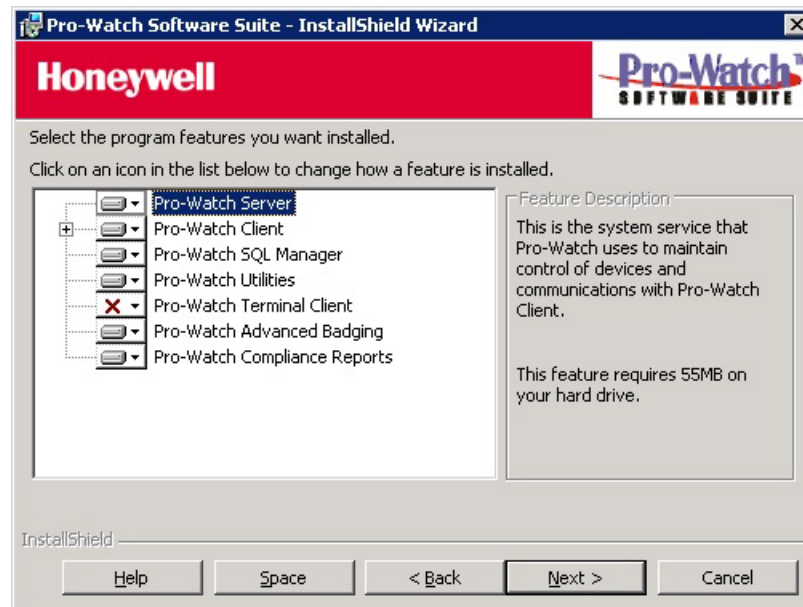 Pro-Watch Software Suite - InstallShield Wizard
Honeywell
Pro-Watch
SOFTWARE SUITE
Select the program features you want installed.
Click on an icon in the list below to change how a feature is installed.
Pro-Watch Server
Pro-Watch Client
Pro-Watch SQL Manager
Pro-Watch Utilities
Pro-Watch Terminal Client
Pro-Watch Advanced Badging
Pro-Watch Compliance Reports
Feature Description
This is the system service that
Pro-Watch uses to maintain
control of devices and
communications with Pro-Watch
Client.
This feature requires 55MB on
your hard drive.
InstallShield
Help
Space
< Back
Next >
Cancel